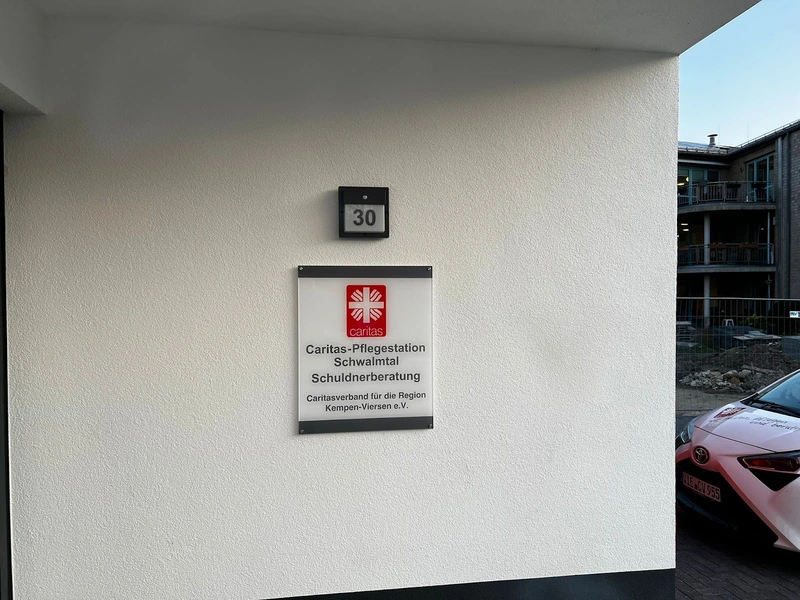 30
caritas
Caritas-Pflegestation
Schwalmtal
Schuldnerberatung
Caritasverband für die Region
Kempen-Viersen e.V.